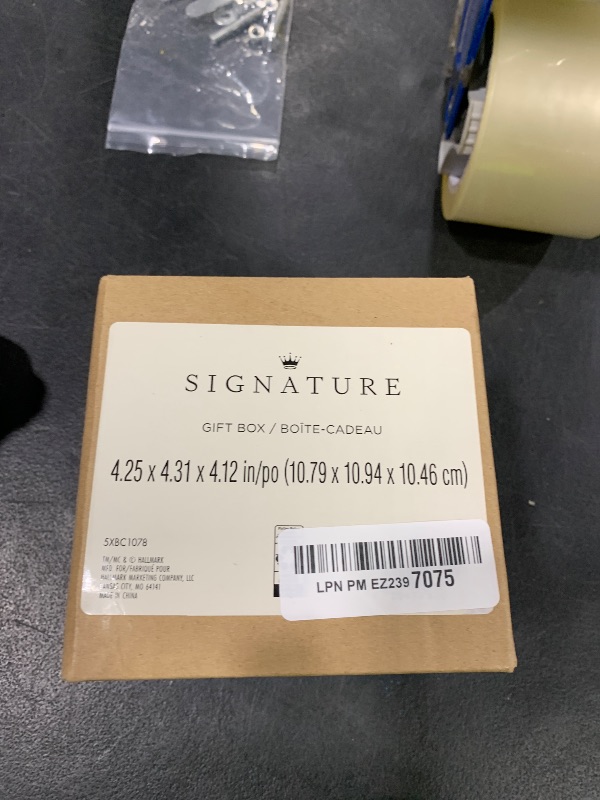 SIGNATURE
GIFT BOX / BOÎTE-CADEAU
4.25 x 4.31 x 4.12 in/po (10.79 x 10.94 x 10.46 cm)
5XBC1078
TM/MC & © HALLMARK
MFD. FOR/FABRIQUÉ POUR
HALLMARK MARKETING COMPANY, LLC
KANSAS CITY, MO 64141
MADE IN CHINA
LPN PM EZ239 7075